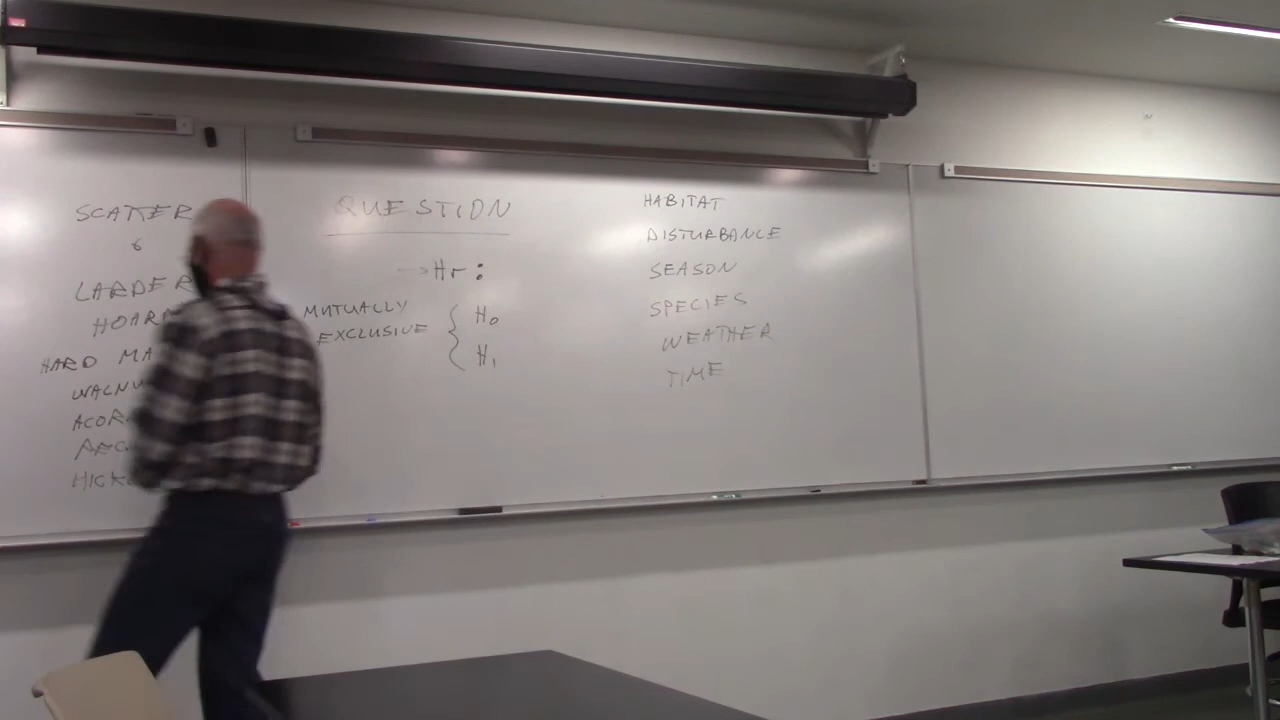 SCATTER
&
LARDER
HOAR
HARD MA
WALNU
ACOR
HICK
QUESTION
→Hr:
MUTUALLY
EXCLUSIVE { H0
H1
HABITAT
DISTURBANCE
SEASON
SPECIES
WEATHER
TIME